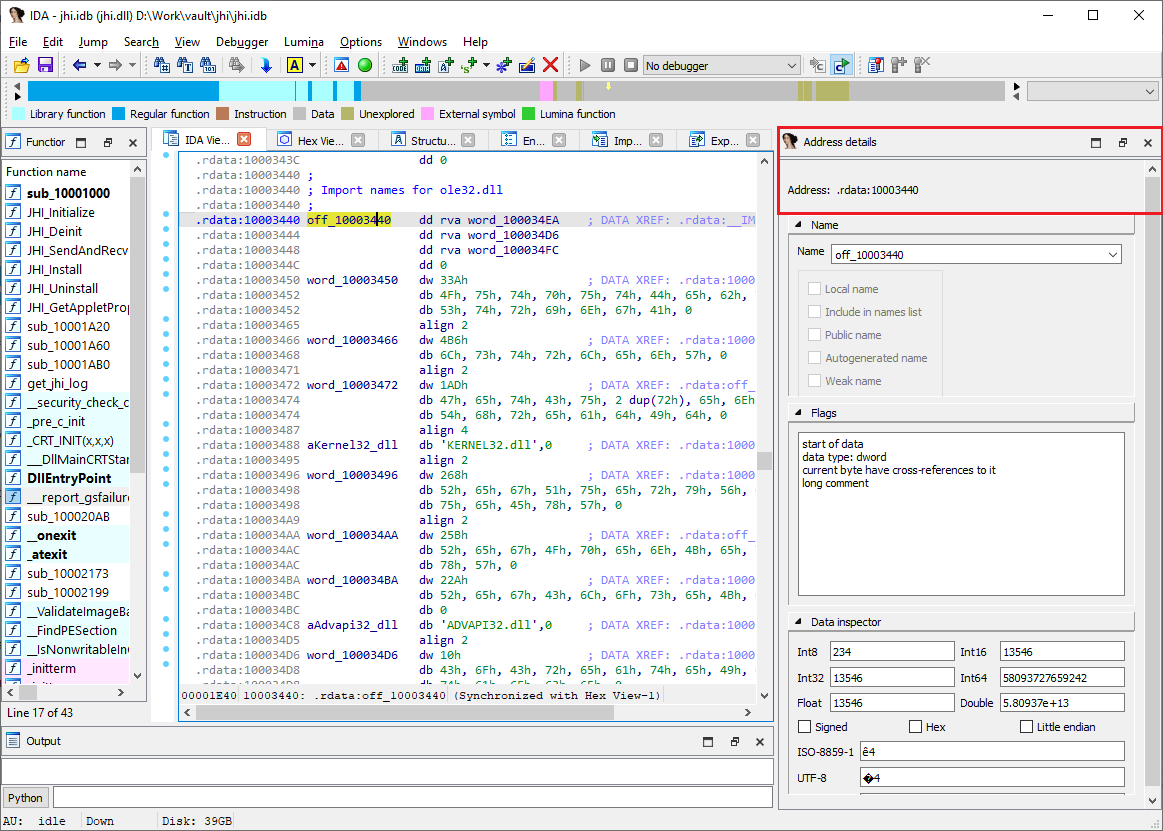 IDA - jhi.idb (jhi.dll) D:\Work\vault\jhi\jhi.idb
File Edit Jump Search View Debugger Lumina Options Windows Help
No debugger
Library function Regular function Instruction Data Unexplored External symbol Lumina function
Functior
Function name
sub_10001000
JHI_Initialize
JHI_Deinit
JHI_SendAndRecv
JHI_Install
JHI_Uninstall
JHI_GetAppletProp
sub_10001A20
sub_10001A60
sub_10001AB0
get_jhi_log
__security_check_c
_pre_c_init
_CRT_INIT(x,x,x)
___DllMainCRTStar
DllEntryPoint
___report_gsfailure
sub_100020AB
__onexit
_atexit
sub_10002173
sub_10002199
__ValidateImageBa
__FindPESection
__IsNonwritableInC
_initterm
Line 17 of 43
IDA Vie... Hex Vie... Structu... En... Imp... Exp...
.rdata:1000343C dd 0
.rdata:10003440 ;
.rdata:10003440 ; Import names for ole32.dll
.rdata:10003440 ;
.rdata:10003440 off_10003440 dd rva word_100034EA ; DATA XREF: .rdata:__IM
.rdata:10003444 dd rva word_100034D6
.rdata:10003448 dd rva word_100034FC
.rdata:1000344C dd 0
.rdata:10003450 word_10003450 dw 33Ah ; DATA XREF: .rdata:1000
.rdata:10003452 db 4Fh, 75h, 74h, 70h, 75h, 74h, 44h, 65h, 62h,
.rdata:10003452 db 53h, 74h, 72h, 69h, 6Eh, 67h, 41h, 0
.rdata:10003465 align 2
.rdata:10003466 word_10003466 dw 4B6h ; DATA XREF: .rdata:1000
.rdata:10003468 db 6Ch, 73h, 74h, 72h, 6Ch, 65h, 6Eh, 57h, 0
.rdata:10003471 align 2
.rdata:10003472 word_10003472 dw 1ADh ; DATA XREF: .rdata:off_
.rdata:10003474 db 47h, 65h, 74h, 43h, 75h, 2 dup(72h), 65h, 6Eh
.rdata:10003474 db 54h, 68h, 72h, 65h, 61h, 64h, 49h, 64h, 0
.rdata:10003487 align 4
.rdata:10003488 aKernel32_dll db 'KERNEL32.dll',0 ; DATA XREF: .rdata:1000
.rdata:10003495 align 2
.rdata:10003496 word_10003496 dw 268h ; DATA XREF: .rdata:1000
.rdata:10003498 db 52h, 65h, 67h, 51h, 75h, 65h, 72h, 79h, 56h,
.rdata:10003498 db 75h, 65h, 45h, 78h, 57h, 0
.rdata:100034A9 align 2
.rdata:100034AA word_100034AA dw 25Bh ; DATA XREF: .rdata:off_
.rdata:100034AC db 52h, 65h, 67h, 4Fh, 70h, 65h, 6Eh, 4Bh, 65h,
.rdata:100034AC db 78h, 57h, 0
.rdata:100034BA word_100034BA dw 22Ah ; DATA XREF: .rdata:1000
.rdata:100034BC db 52h, 65h, 67h, 43h, 6Ch, 6Fh, 73h, 65h, 4Bh,
.rdata:100034BC db 0
.rdata:100034C8 aAdvapi32_dll db 'ADVAPI32.dll',0 ; DATA XREF: .rdata:1000
.rdata:100034D5 align 2
.rdata:100034D6 word_100034D6 dw 10h ; DATA XREF: .rdata:1000
.rdata:100034D8 db 43h, 6Fh, 43h, 72h, 65h, 61h, 74h, 65h, 49h,
00001E40 10003440: .rdata:off_10003440 (Synchronized with Hex View-1)
Address details
Address: .rdata:10003440
Name
Name off_10003440
Local name
Include in names list
Public name
Autogenerated name
Weak name
Flags
start of data
data type: dword
current byte have cross-references to it
long comment
Data inspector
Int8 234 Int16 13546
Int32 13546 Int64 58093727659242
Float 13546 Double 5.80937e+13
Signed Hex Little endian
ISO-8859-1 ê4
UTF-8 �4
Output
Python
AU: idle Down Disk: 39GB